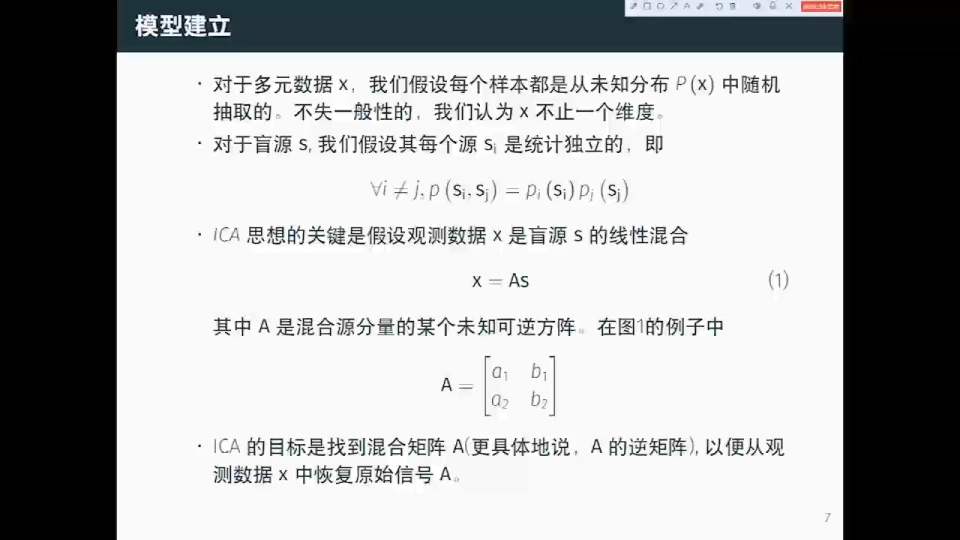 模型建立
· 对于多元数据 x，我们假设每个样本都是从未知分布 P(x) 中随机
抽取的。不失一般性的，我们认为 x 不止一个维度。
· 对于盲源 s, 我们假设其每个源 sᵢ 是统计独立的，即
∀i ≠ j, p (sᵢ, sⱼ) = pᵢ (sᵢ) pⱼ (sⱼ)
· ICA 思想的关键是假设观测数据 x 是盲源 s 的线性混合
x = As (1)
其中 A 是混合源分量的某个未知可逆方阵。在图1的例子中
A = [a₁ b₁
a₂ b₂]
· ICA 的目标是找到混合矩阵 A(更具体地说，A 的逆矩阵), 以便从观
测数据 x 中恢复原始信号 A。
7